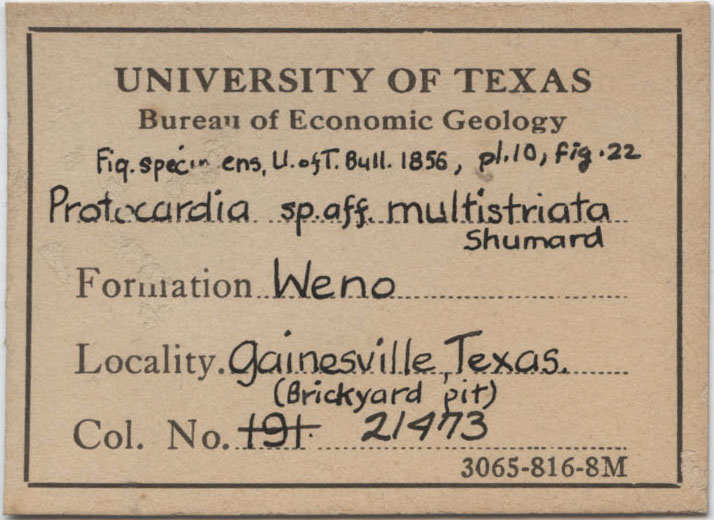 UNIVERSITY OF TEXAS
Bureau of Economic Geology
Fig. specimens, U. of T. Bull. 1856, pl. 10, fig. 22
Protocardia sp. aff. multistriata
Shumard
Formation Weno
Locality. Gainesville, Texas.
(Brickyard pit)
Col. No. 191 21473
3065-816-8M